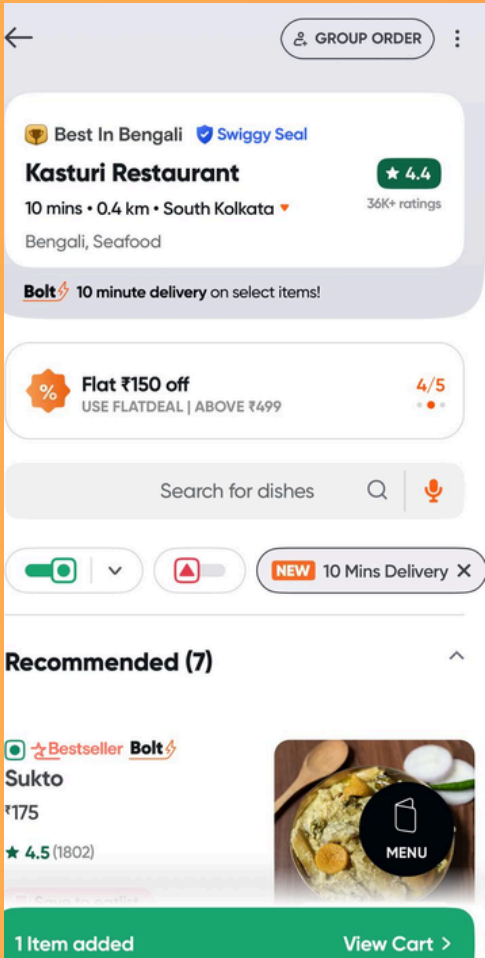 GROUP ORDER
Best In Bengali Swiggy Seal
Kasturi Restaurant
★ 4.4
10 mins • 0.4 km • South Kolkata
36K+ ratings
Bengali, Seafood
Bolt 10 minute delivery on select items!
%
Flat ₹150 off
4/5
USE FLATDEAL | ABOVE ₹499
Search for dishes
NEW 10 Mins Delivery ×
Recommended (7)
Bestseller Bolt
Sukto
₹175
★ 4.5 (1802)
MENU
Save to eatlist
1 Item added
View Cart >